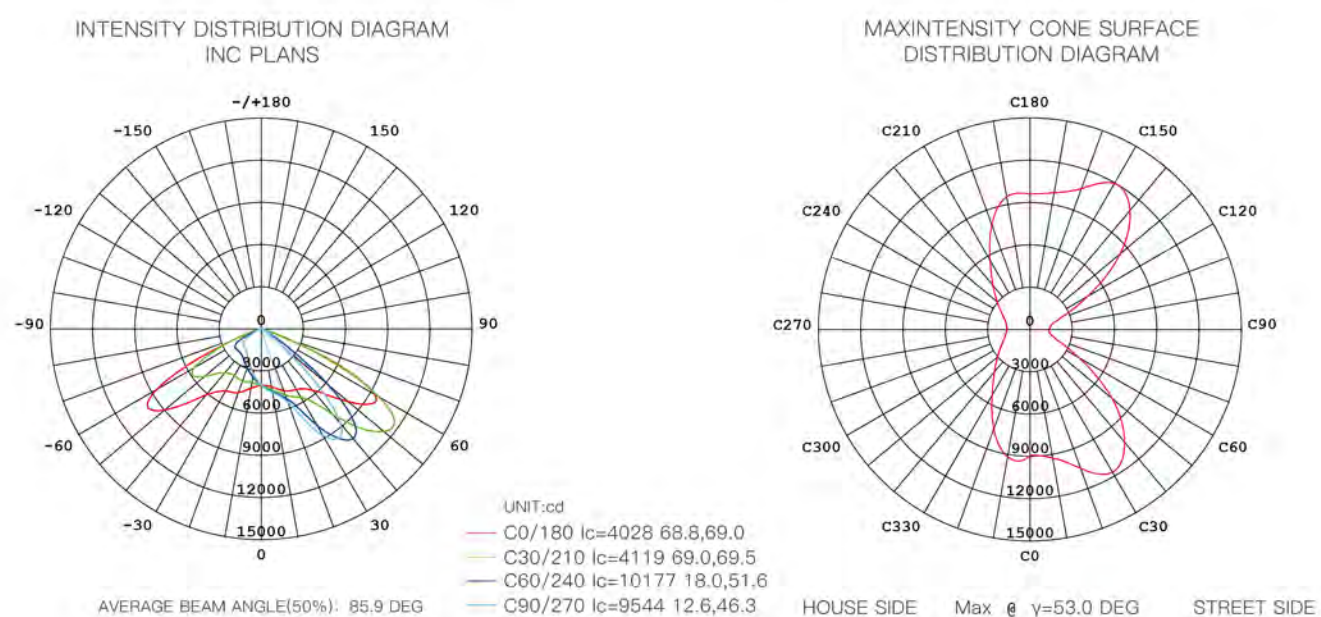 INTENSITY DISTRIBUTION DIAGRAM
INC PLANS
-/+180
-150
150
-120
120
-90
90
-60
60
-30
30
0
0
3000
6000
9000
12000
15000
UNIT:cd
C0/180 Ic=4028 68.8,69.0
C30/210 Ic=4119 69.0,69.5
C60/240 Ic=10177 18.0,51.6
C90/270 Ic=9544 12.6,46.3
AVERAGE BEAM ANGLE(50%): 85.9 DEG
MAXINTENSITY CONE SURFACE
DISTRIBUTION DIAGRAM
C180
C210
C150
C240
C120
C270
C90
C300
C60
C330
C30
C0
0
3000
6000
9000
12000
15000
HOUSE SIDE Max @ γ=53.0 DEG STREET SIDE